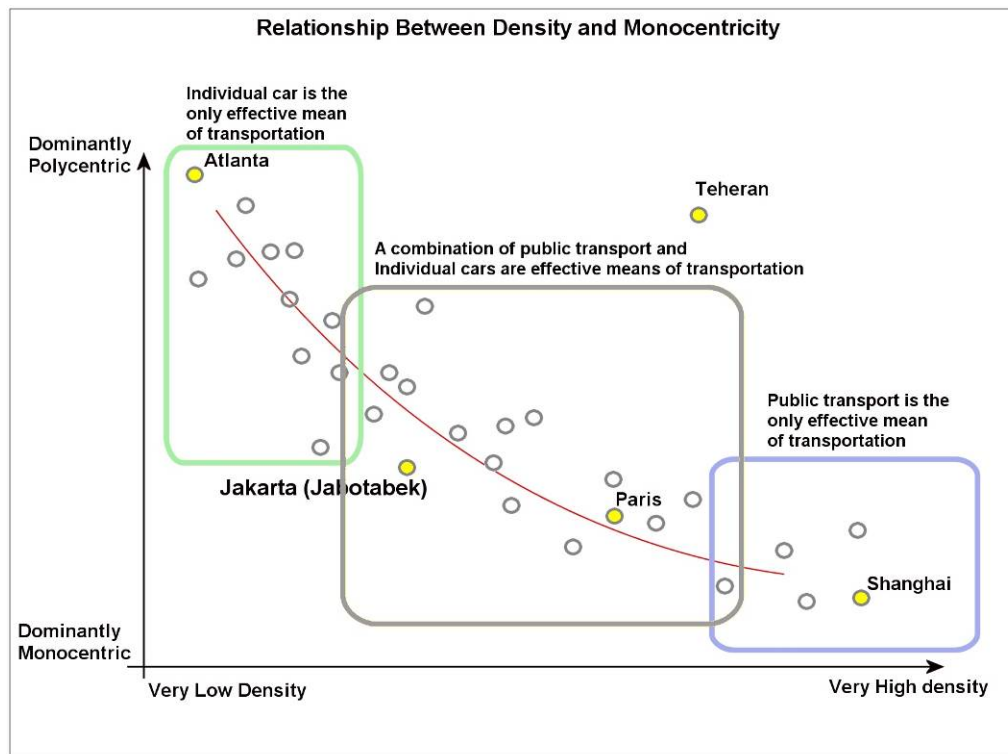 Relationship Between Density and Monocentricity
Individual car is the
only effective mean
of transportation
Dominantly
Polycentric
Atlanta
Teheran
A combination of public transport and
Individual cars are effective means of transportation
Public transport is the
only effective mean
of transportation
Jakarta (Jabotabek)
Paris
Shanghai
Dominantly
Monocentric
Very Low Density
Very High density